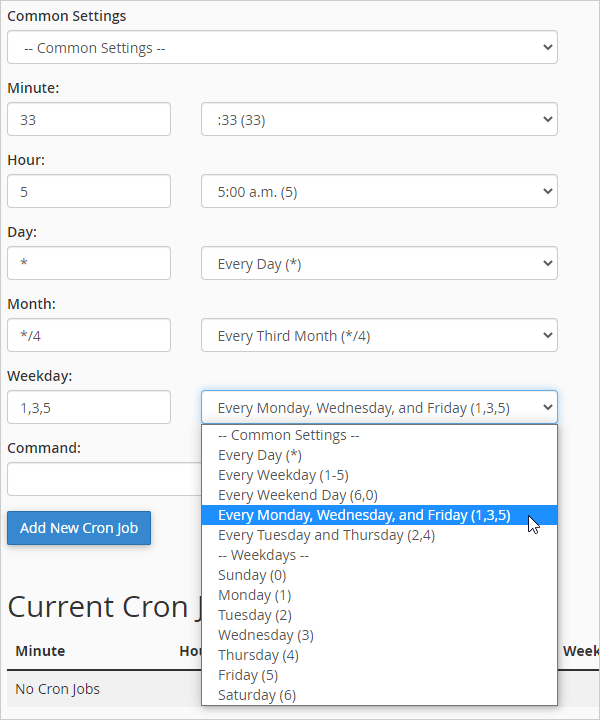 Common Settings
-- Common Settings --
Minute:
33 :33 (33)
Hour:
5 5:00 a.m. (5)
Day:
* Every Day (*)
Month:
*/4 Every Third Month (*/4)
Weekday:
1,3,5 Every Monday, Wednesday, and Friday (1,3,5)
Command:
-- Common Settings --
Every Day (*)
Every Weekday (1-5)
Every Weekend Day (6,0)
Every Monday, Wednesday, and Friday (1,3,5)
Every Tuesday and Thursday (2,4)
-- Weekdays --
Sunday (0)
Monday (1)
Tuesday (2)
Wednesday (3)
Thursday (4)
Friday (5)
Saturday (6)
Add New Cron Job
Current Cron J
Minute Hou Week
No Cron Jobs